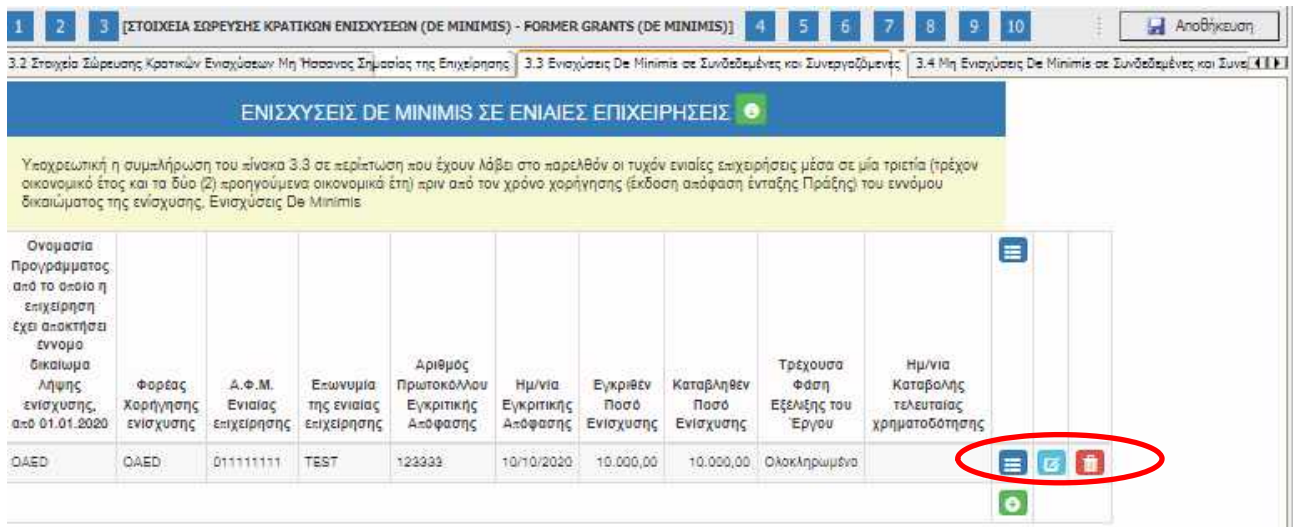 1 2 3 [ΣΤΟΙΧΕΙΑ ΣΩΡΕΥΣΗΣ ΚΡΑΤΙΚΩΝ ΕΝΙΣΧΥΣΕΩΝ (DE MINIMIS) - FORMER GRANTS (DE MINIMIS)] 4 5 6 7 8 9 10 Αποθήκευση
3.2 Στοιχεία Σώρευσης Κρατικών Ενισχύσεων Μη Ήσσονος Σημασίας της Επιχείρησης 3.3 Ενισχύσεις De Minimis σε Συνδεδεμένες και Συνεργαζόμενες 3.4 Μη Ενισχύσεις De Minimis σε Συνδεδεμένες και Συνε
ΕΝΙΣΧΥΣΕΙΣ DE MINIMIS ΣΕ ΕΝΙΑΙΕΣ ΕΠΙΧΕΙΡΗΣΕΙΣ
Υποχρεωτική η συμπλήρωση του πίνακα 3.3 σε περίπτωση που έχουν λάβει στο παρελθόν οι τυχόν ενιαίες επιχειρήσεις μέσα σε μία τριετία (τρέχον
οικονομικό έτος και τα δύο (2) προηγούμενα οικονομικά έτη) πριν από τον χρόνο χορήγησης (έκδοση απόφαση ένταξης Πράξης) του εννόμου
δικαιώματος της ενίσχυσης, Ενισχύσεις De Minimis
Ονομασία
Προγράμματος
από το οποίο η
επιχείρηση
έχει αποκτήσει
έννομο
δικαίωμα
λήψης
ενίσχυσης,
από 01.01.2020
Φορέας
Χορήγησης
ενίσχυσης
Α.Φ.Μ.
Ενιαίας
επιχείρησης
Επωνυμία
της ενιαίας
επιχείρησης
Αριθμός
Πρωτοκόλλου
Εγκριτικής
Απόφασης
Ημ/νία
Εγκριτικής
Απόφασης
Εγκριθέν
Ποσό
Ενίσχυσης
Καταβληθέν
Ποσό
Ενίσχυσης
Τρέχουσα
Φάση
Εξέλιξης του
Έργου
Ημ/νία
Καταβολής
τελευταίας
χρηματοδότησης
OAED OAED 011111111 TEST 123333 10/10/2020 10.000,00 10.000,00 Ολοκληρωμένο